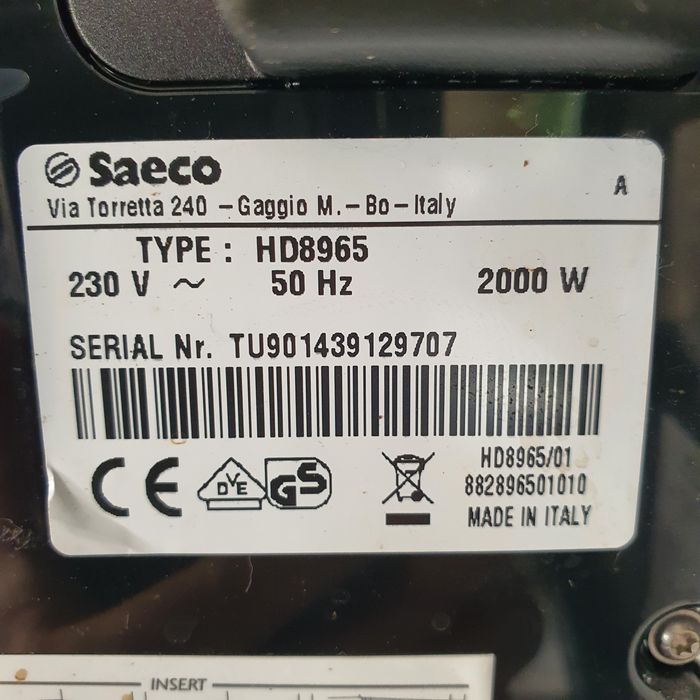 Saeco
A
Via Torretta 240 – Gaggio M. – Bo – Italy
TYPE : HD8965
230 V ~ 50 Hz 2000 W
SERIAL Nr. TU901439129707
CE DVE GS
HD8965/01
882896501010
MADE IN ITALY
INSERT